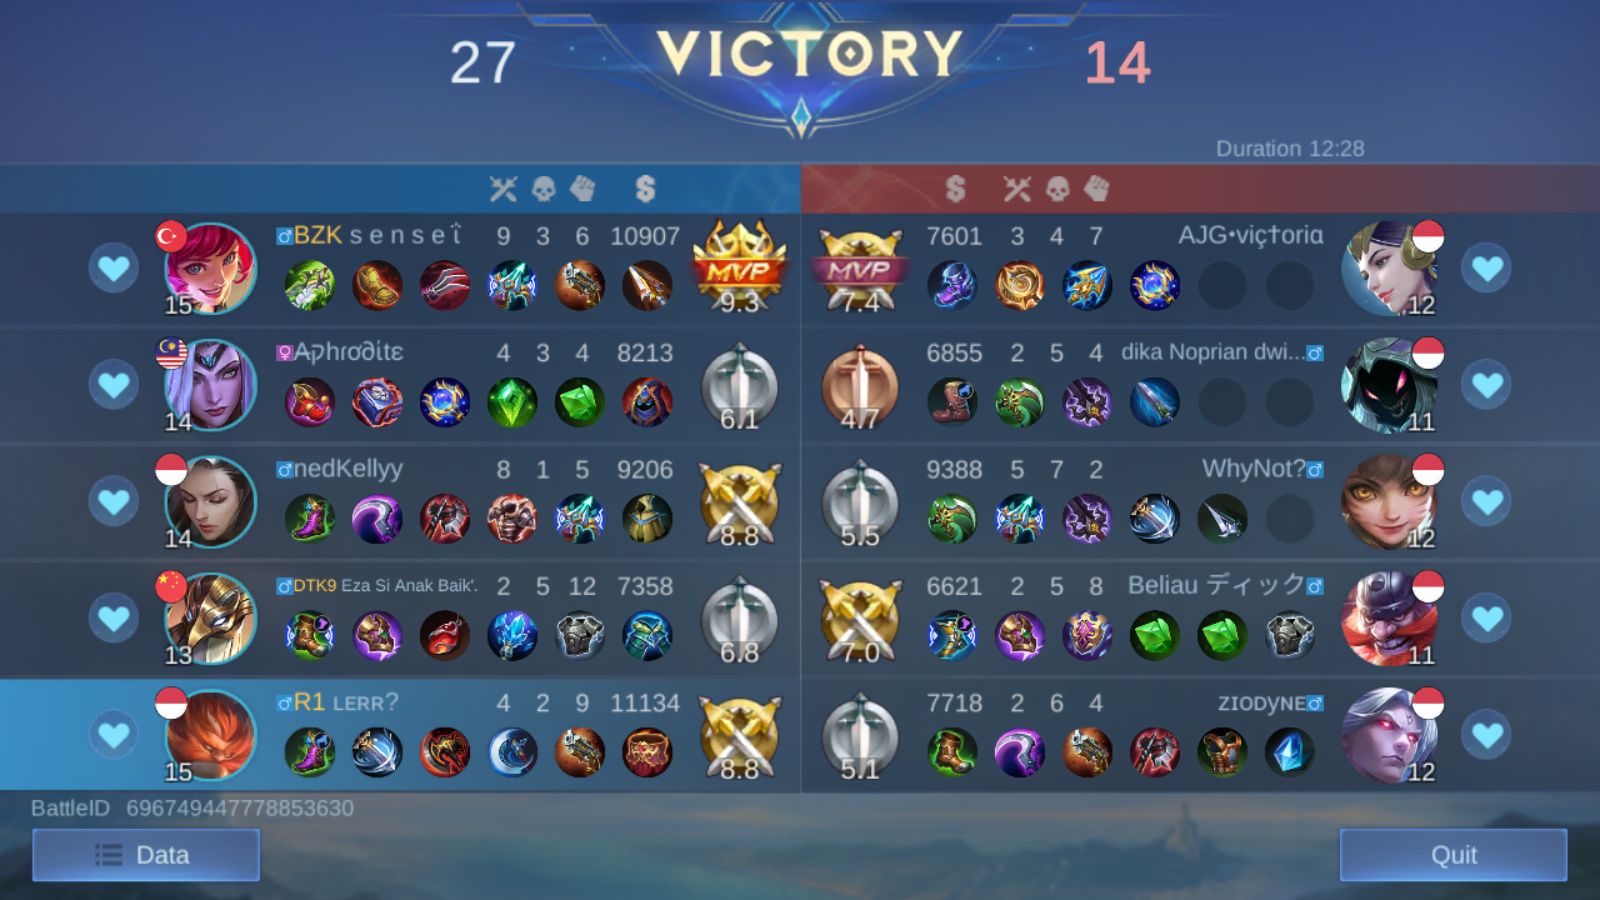 27 VICTORY 14
Duration 12:28
BZK s e n s e i 9 3 6 10907 MVP 9.3 15
MVP 7.4 7601 3 4 7 AJG•viç†oriα 12
Aρhrσ∂ίtε 4 3 4 8213 6.1 14
4.7 6855 2 5 4 dika Noprian dwi... 11
nedKellyy 8 1 5 9206 8.8 14
5.5 9388 5 7 2 WhyNot? 12
DTK9 Eza Si Anak Baik'. 2 5 12 7358 6.8 13
7.0 6621 2 5 8 Beliau ディック 11
R1 LERR? 4 2 9 11134 8.8 15
5.1 7718 2 6 4 ZIODyNE 12
BattleID 696749447778853630
Data
Quit